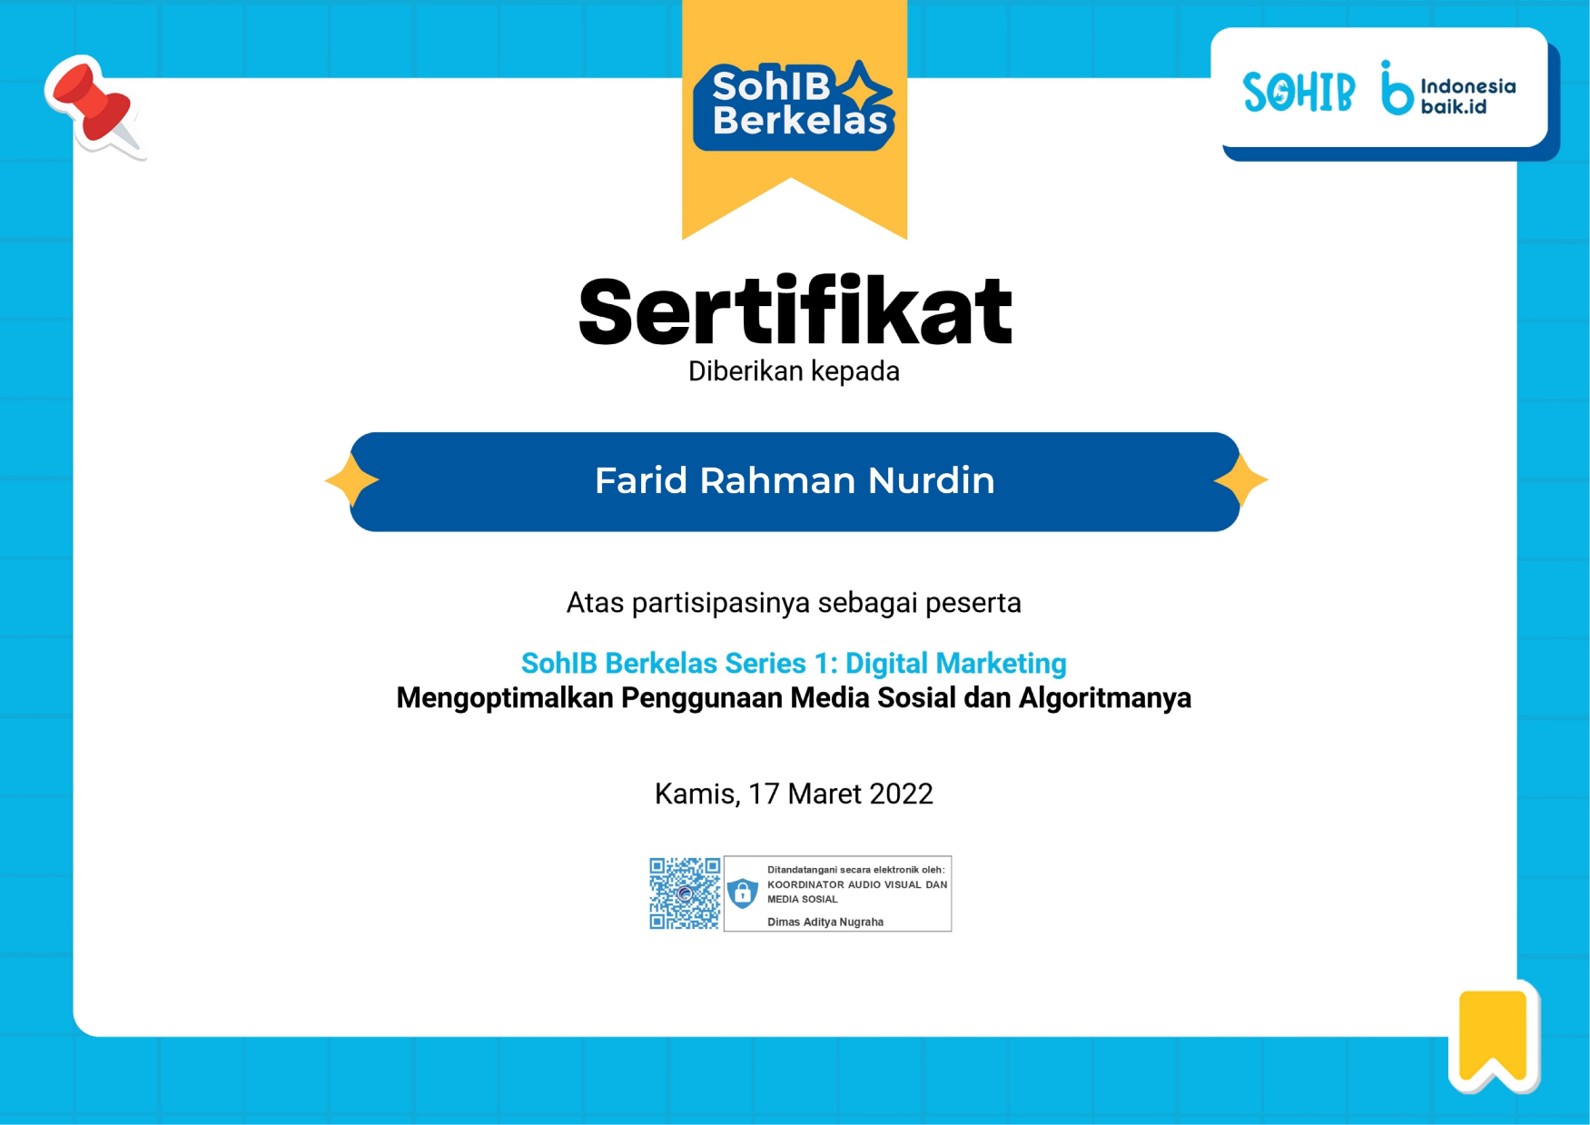 SohIB
Berkelas
SOHIB
Indonesia
baik.id
Sertifikat
Diberikan kepada
Farid Rahman Nurdin
Atas partisipasinya sebagai peserta
SohIB Berkelas Series 1: Digital Marketing
Mengoptimalkan Penggunaan Media Sosial dan Algoritmanya
Kamis, 17 Maret 2022
Ditandatangani secara elektronik oleh:
KOORDINATOR AUDIO VISUAL DAN
MEDIA SOSIAL
Dimas Aditya Nugraha